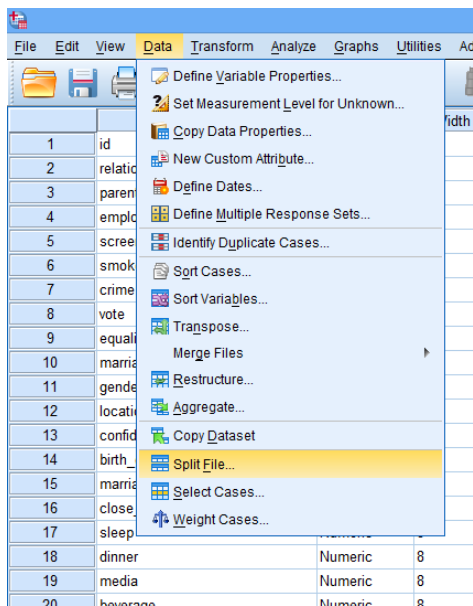 File Edit View Data Transform Analyze Graphs Utilities
Define Variable Properties...
Set Measurement Level for Unknown...
Copy Data Properties...
New Custom Attribute...
Define Dates...
Define Multiple Response Sets...
Identify Duplicate Cases...
Sort Cases...
Sort Variables...
Transpose...
Merge Files
Restructure...
Aggregate...
Copy Dataset
Split File...
Select Cases...
Weight Cases...
1 id
2 relatio
3 parent
4 emplo
5 scree
6 smok
7 crime
8 vote
9 equali
10 marria
11 gende
12 locati
13 confid
14 birth_
15 marria
16 close_
17 sleep
18 dinner Numeric 8
19 media Numeric 8
20 beverage Numeric 8